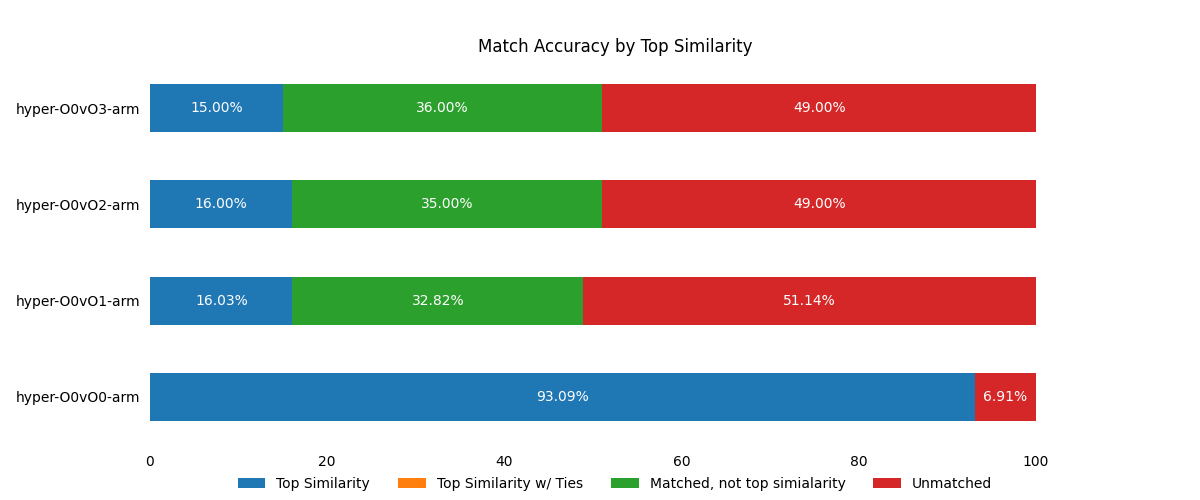 Match Accuracy by Top Similarity
hyper-O0vO3-arm
15.00% 36.00% 49.00%
hyper-O0vO2-arm
16.00% 35.00% 49.00%
hyper-O0vO1-arm
16.03% 32.82% 51.14%
hyper-O0vO0-arm
93.09% 6.91%
0 20 40 60 80 100
Top Similarity Top Similarity w/ Ties Matched, not top simialarity Unmatched